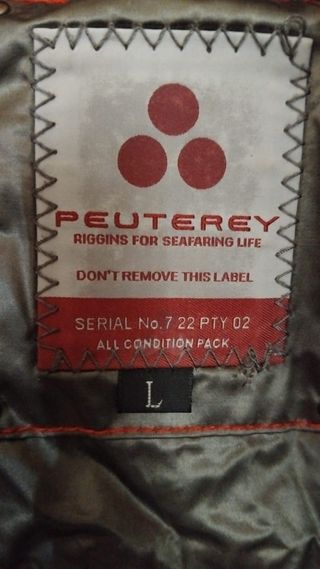 PEUTEREY
RIGGINS FOR SEAFARING LIFE
DON'T REMOVE THIS LABEL
SERIAL No.7 22 PTY 02
ALL CONDITION PACK
L